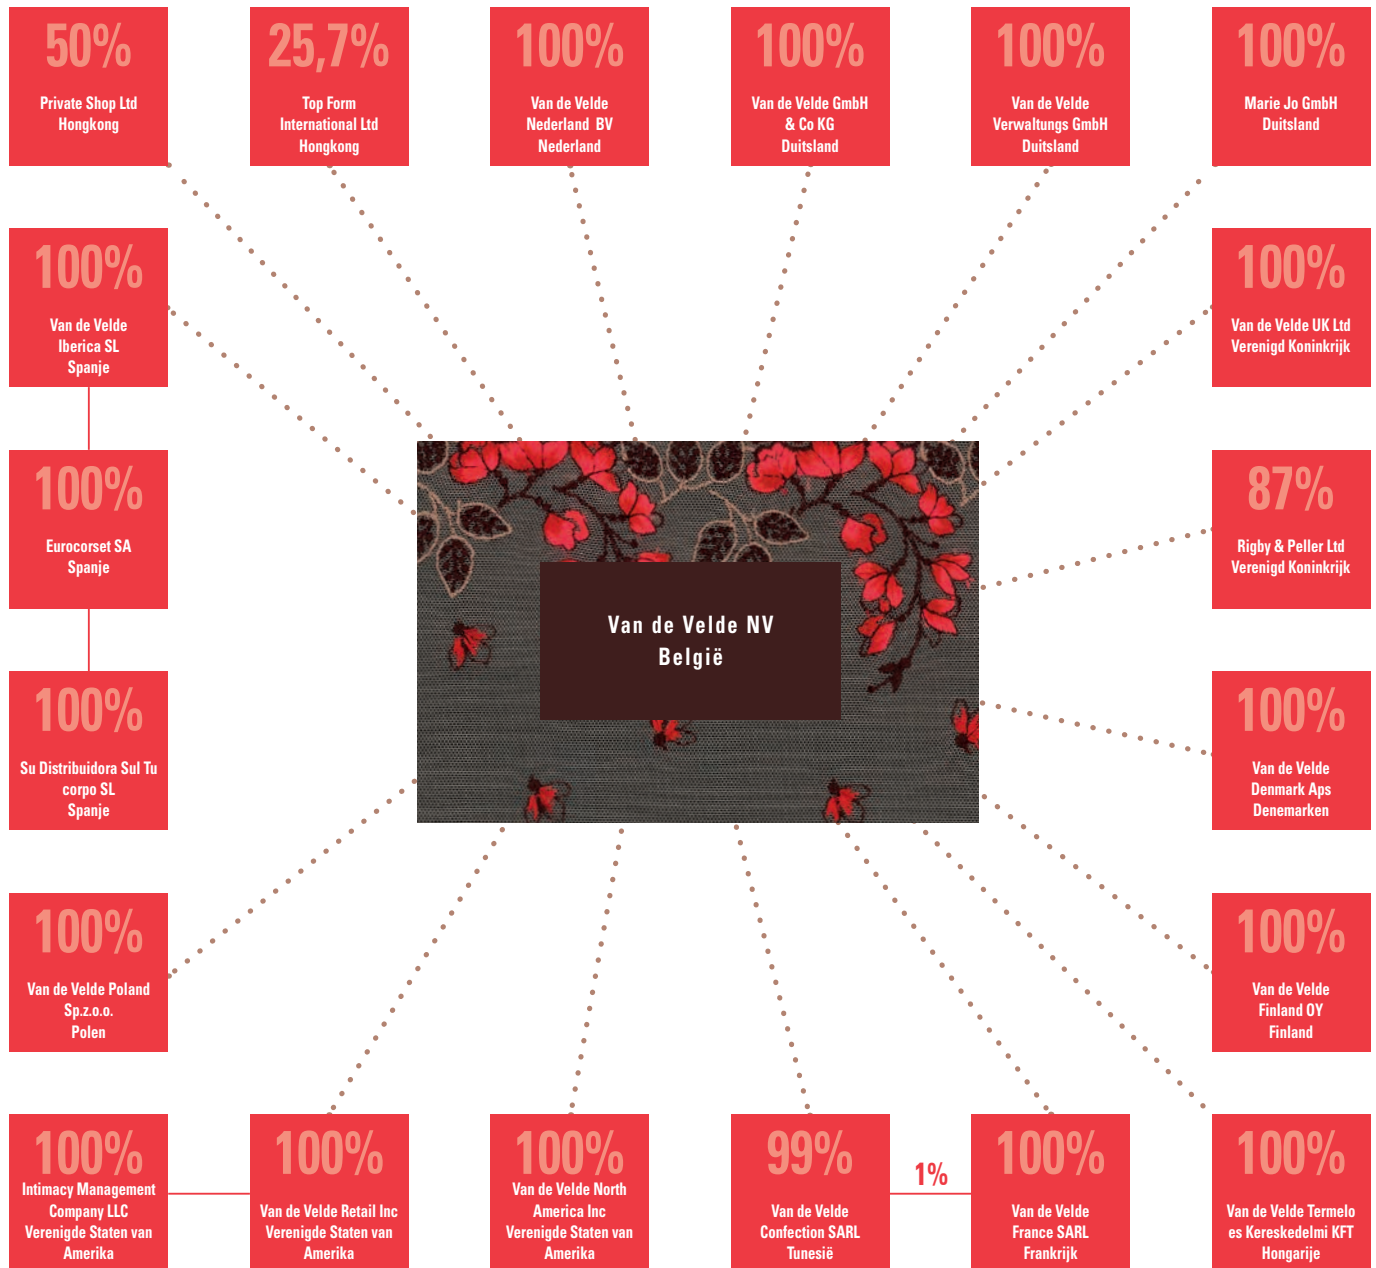 50%
Private Shop Ltd
Hongkong
25,7%
Top Form
International Ltd
Hongkong
100%
Van de Velde
Nederland BV
Nederland
100%
Van de Velde GmbH
& Co KG
Duitsland
100%
Van de Velde
Verwaltungs GmbH
Duitsland
100%
Marie Jo GmbH
Duitsland
100%
Van de Velde
Iberica SL
Spanje
100%
Van de Velde UK Ltd
Verenigd Koninkrijk
100%
Eurocorset SA
Spanje
87%
Rigby & Peller Ltd
Verenigd Koninkrijk
Van de Velde NV
België
100%
Su Distribuidora Sul Tu
corpo SL
Spanje
100%
Van de Velde
Denmark Aps
Denemarken
100%
Van de Velde Poland
Sp.z.o.o.
Polen
100%
Van de Velde
Finland OY
Finland
100%
Intimacy Management
Company LLC
Verenigde Staten van
Amerika
100%
Van de Velde Retail Inc
Verenigde Staten van
Amerika
100%
Van de Velde North
America Inc
Verenigde Staten van
Amerika
99%
Van de Velde
Confection SARL
Tunesië
1%
100%
Van de Velde
France SARL
Frankrijk
100%
Van de Velde Termelo
es Kereskedelmi KFT
Hongarije